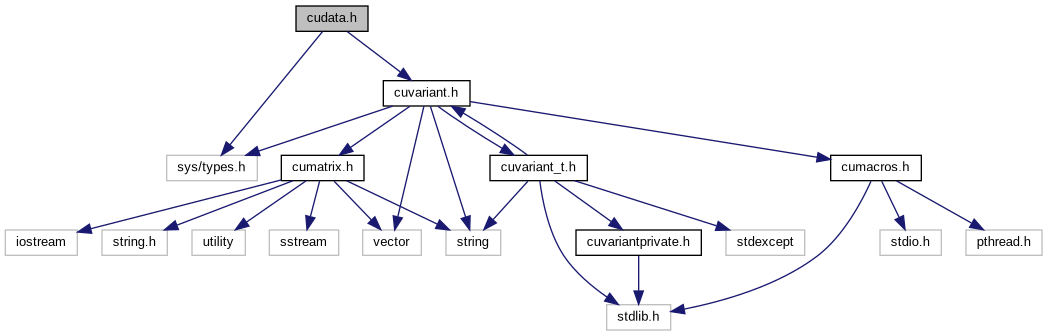 cudata.h
cuvariant.h
sys/types.h
cumatrix.h
cuvariant_t.h
cumacros.h
iostream
string.h
utility
sstream
vector
string
cuvariantprivate.h
stdexcept
stdio.h
pthread.h
stdlib.h